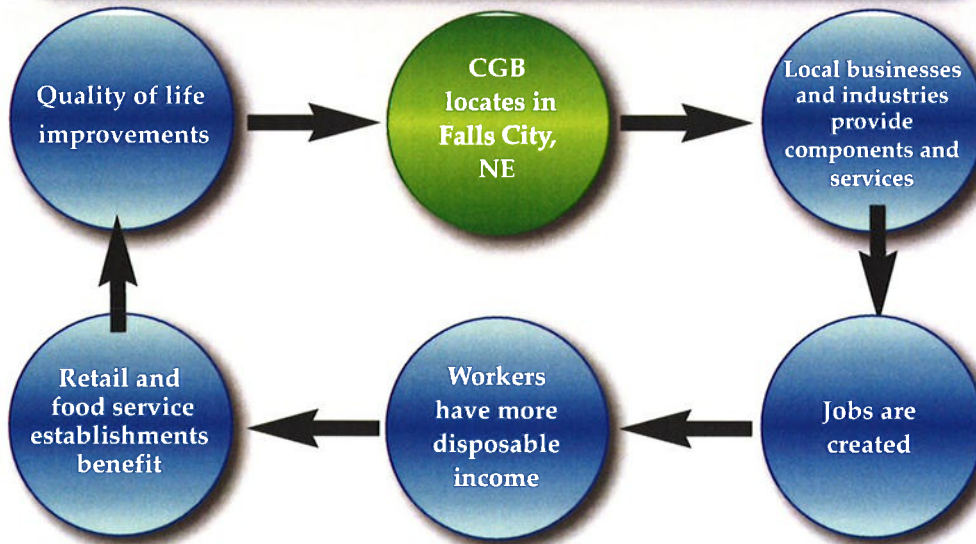 Quality of life
improvements
CGB
locates in
Falls City,
NE
Local businesses
and industries
provide
components and
services
Jobs are
created
Workers
have more
disposable
income
Retail and
food service
establishments
benefit